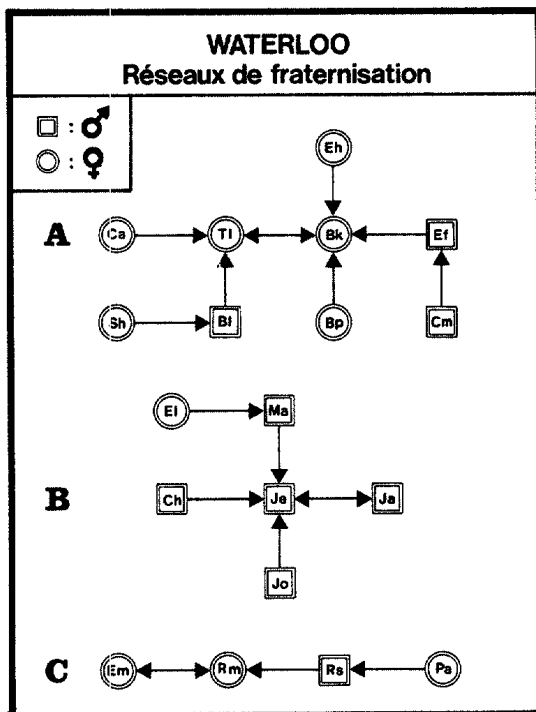 WATERLOO
Réseaux de fraternisation
: ♂
: ♀
Eh
A Ca Tl Bk Ef
Sh Bl Bp Cm
El Ma
B Ch Je Ja
Jo
C Em Rm Rs Pa